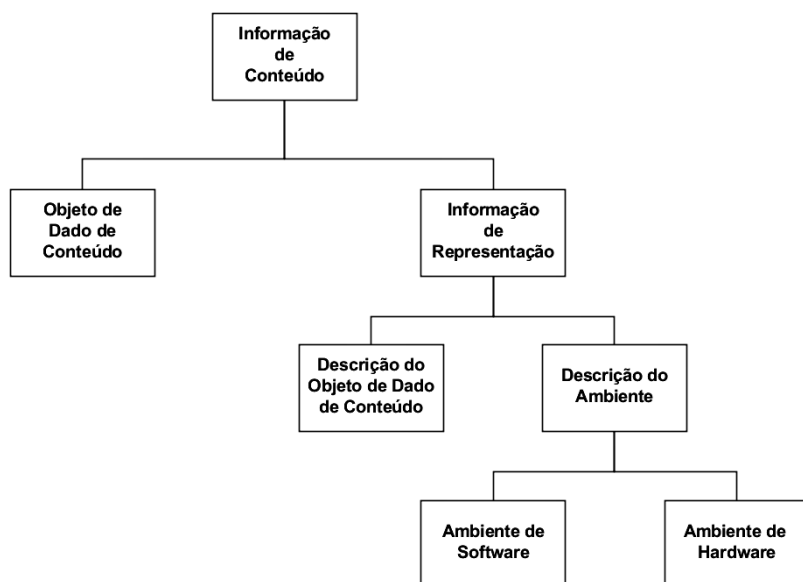 Informação
de
Conteúdo
Objeto de
Dado de
Conteúdo
Informação
de
Representação
Descrição do
Objeto de Dado
de Conteúdo
Descrição do
Ambiente
Ambiente de
Software
Ambiente de
Hardware